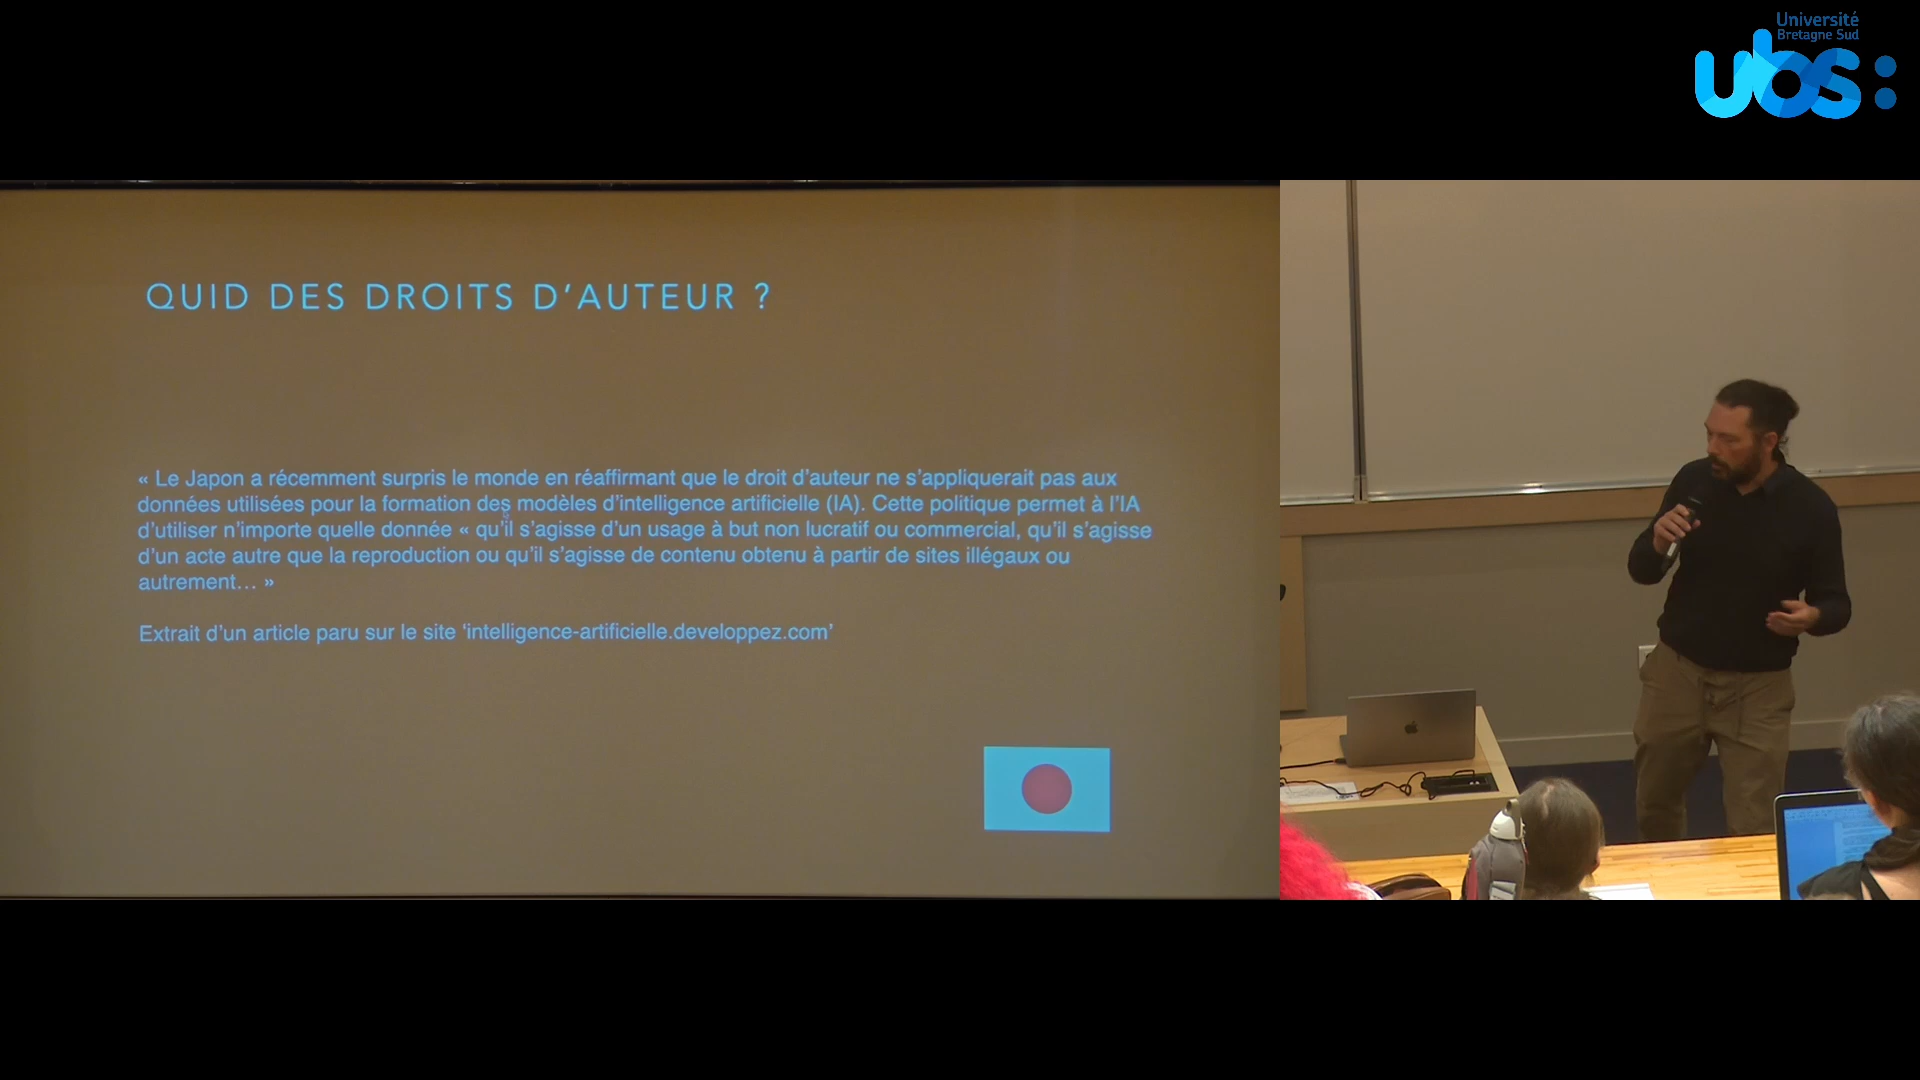 Université
Bretagne Sud
ubs:
QUID DES DROITS D’AUTEUR ?
« Le Japon a récemment surpris le monde en réaffirmant que le droit d’auteur ne s’appliquerait pas aux
données utilisées pour la formation des modèles d’intelligence artificielle (IA). Cette politique permet à l’IA
d’utiliser n’importe quelle donnée « qu’il s’agisse d’un usage à but non lucratif ou commercial, qu’il s’agisse
d’un acte autre que la reproduction ou qu’il s’agisse de contenu obtenu à partir de sites illégaux ou
autrement… »
Extrait d’un article paru sur le site ‘intelligence-artificielle.developpez.com’